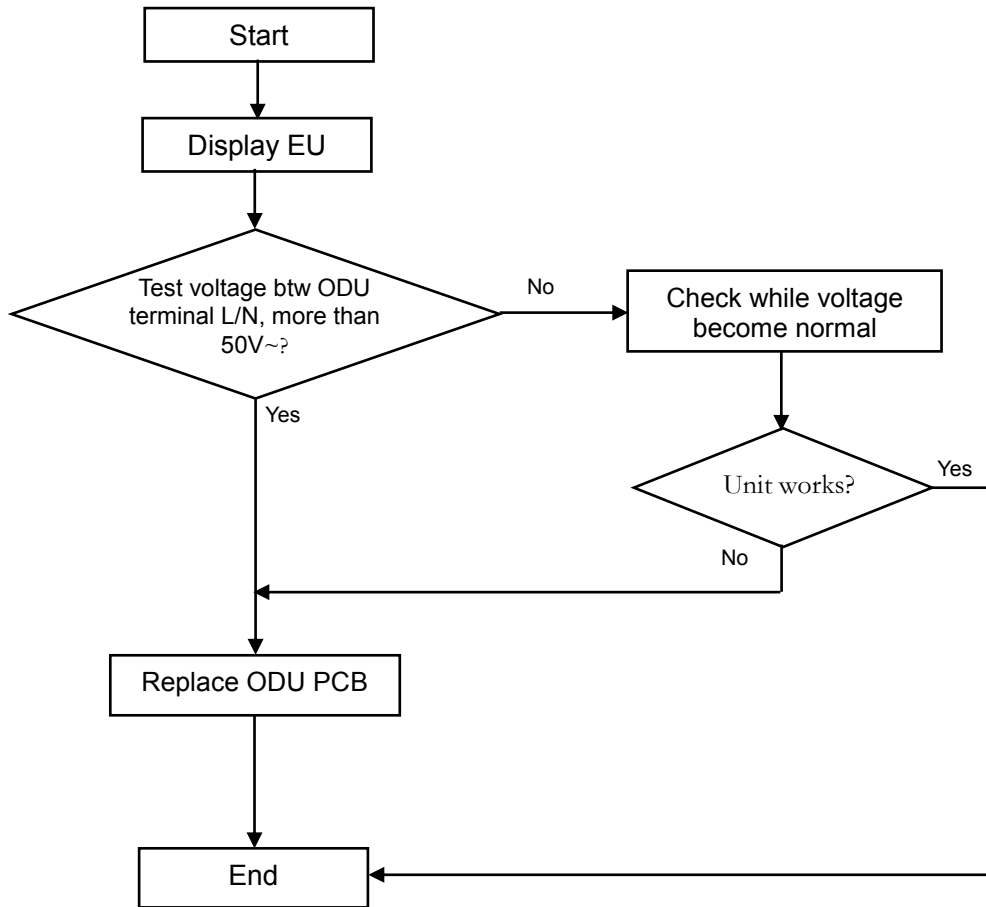 Start
Display EU
Test voltage btw ODU
terminal L/N, more than
50V~?
No
Check while voltage
become normal
Yes
Unit works?
Yes
No
Replace ODU PCB
End